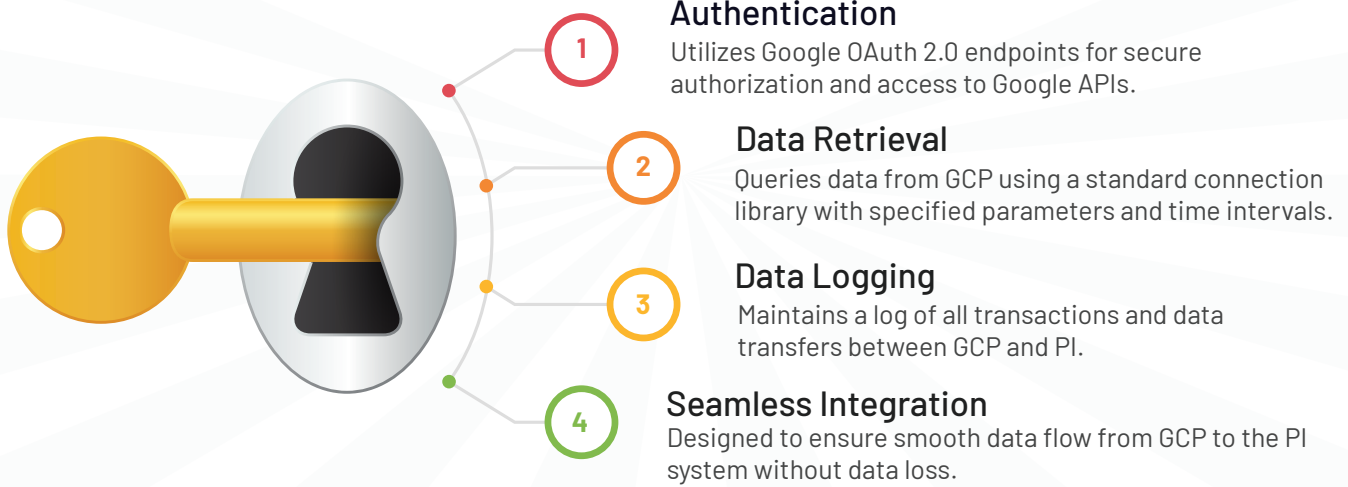 1
Authentication
Utilizes Google OAuth 2.0 endpoints for secure
authorization and access to Google APIs.
2
Data Retrieval
Queries data from GCP using a standard connection
library with specified parameters and time intervals.
3
Data Logging
Maintains a log of all transactions and data
transfers between GCP and PI.
4
Seamless Integration
Designed to ensure smooth data flow from GCP to the PI
system without data loss.